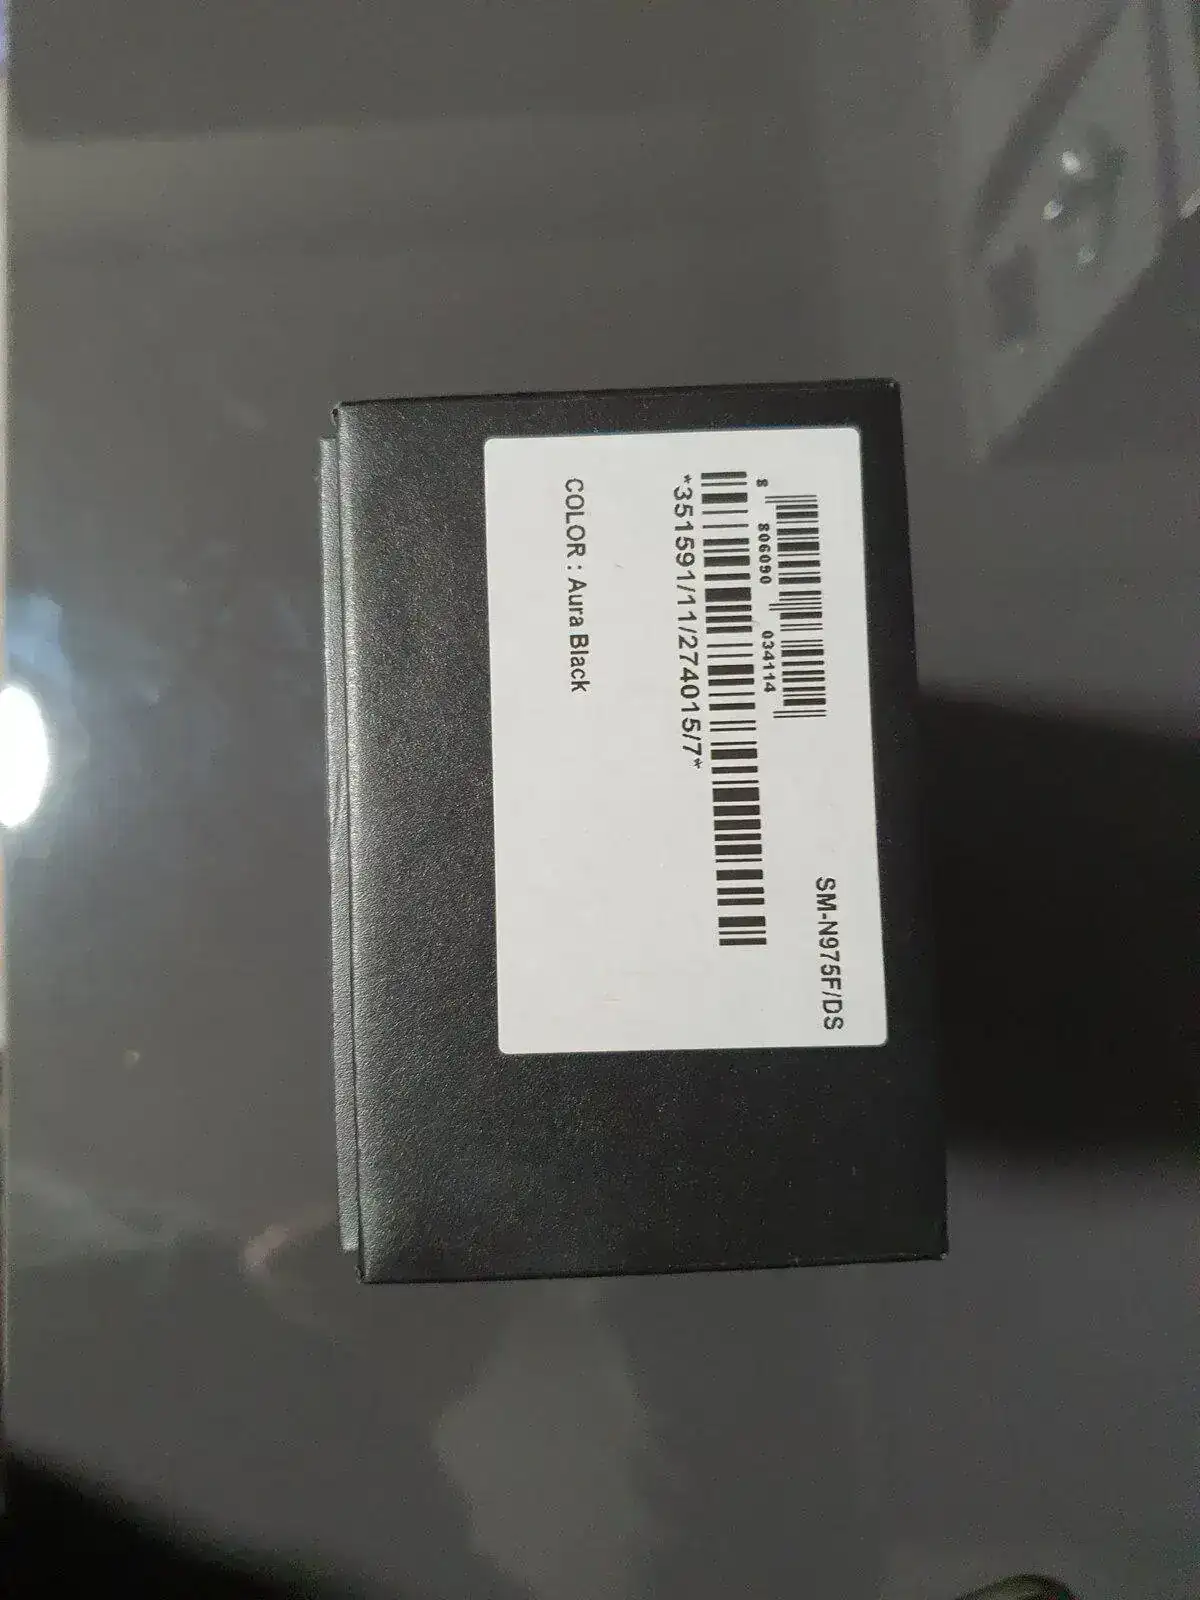 SM-N975F/DS
8 806090 034114
*351591/11/274015/7*
COLOR : Aura Black